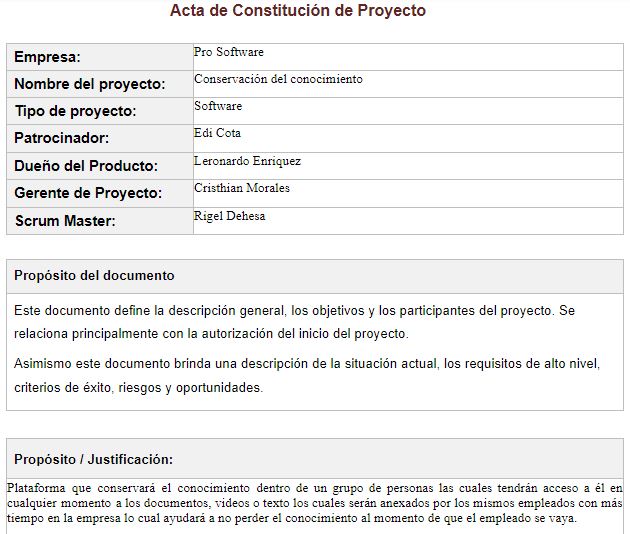 Acta de Constitución de Proyecto
Empresa: Pro Software
Nombre del proyecto: Conservación del conocimiento
Tipo de proyecto: Software
Patrocinador: Edi Cota
Dueño del Producto: Leronardo Enriquez
Gerente de Proyecto: Cristhian Morales
Scrum Master: Rigel Dehesa
Propósito del documento
Este documento define la descripción general, los objetivos y los participantes del proyecto. Se
relaciona principalmente con la autorización del inicio del proyecto.
Asimismo este documento brinda una descripción de la situación actual, los requisitos de alto nivel,
criterios de éxito, riesgos y oportunidades.
Propósito / Justificación:
Plataforma que conservará el conocimiento dentro de un grupo de personas las cuales tendrán acceso a él en
cualquier momento a los documentos, videos o texto los cuales serán anexados por los mismos empleados con más
tiempo en la empresa lo cual ayudará a no perder el conocimiento al momento de que el empleado se vaya.